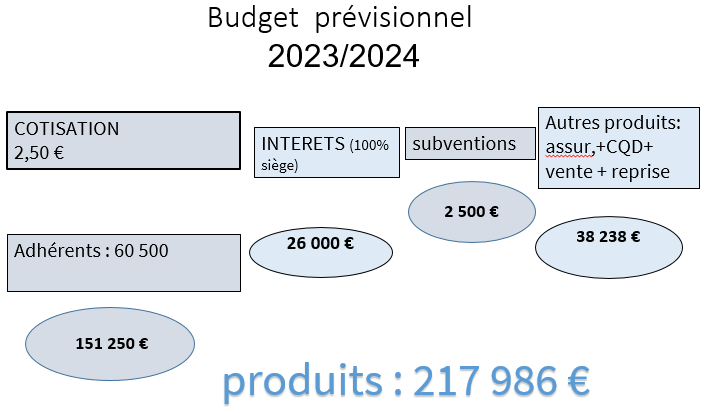 Budget prévisionnel
2023/2024
COTISATION
2,50 €
INTERETS (100%
siège)
subventions
Autres produits:
assur,+CQD+
vente + reprise
Adhérents : 60 500
26 000 €
2 500 €
38 238 €
151 250 €
produits : 217 986 €